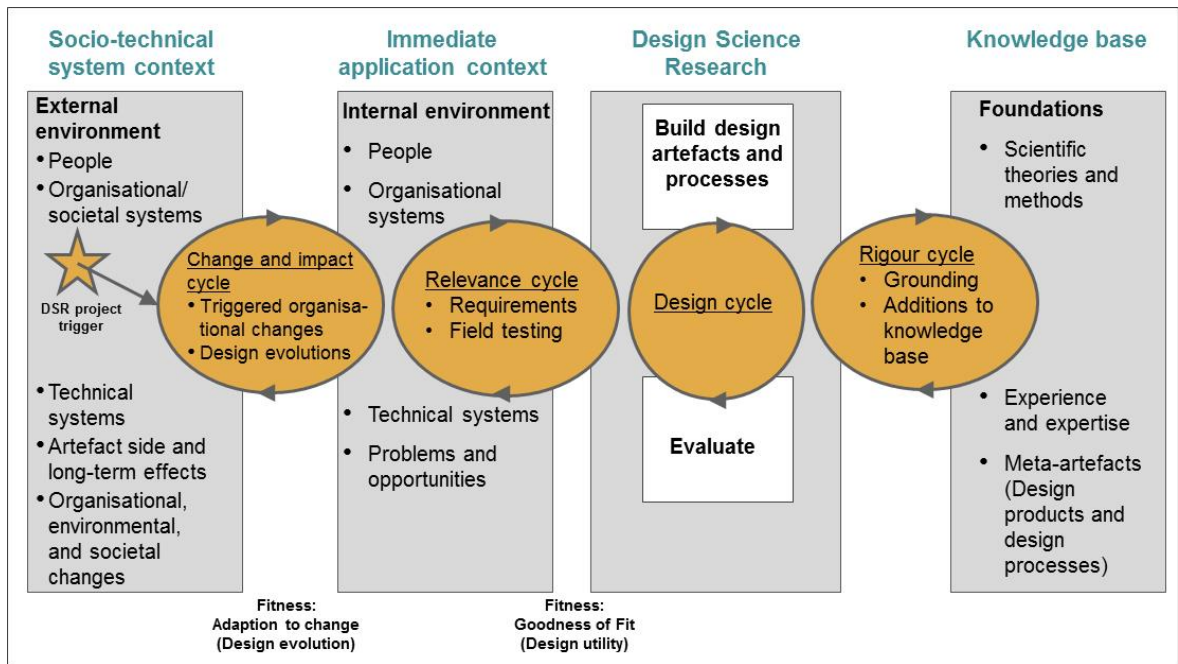 Socio-technical
system context
Immediate
application context
Design Science
Research
Knowledge base
External
environment
• People
• Organisational/
societal systems
DSR project
trigger
• Technical
systems
• Artefact side and
long-term effects
• Organisational,
environmental,
and societal
changes
Change and impact
cycle
• Triggered organisa-
tional changes
• Design evolutions
Internal environment
• People
• Organisational
systems
• Technical systems
• Problems and
opportunities
Relevance cycle
• Requirements
• Field testing
Build design
artefacts and
processes
Design cycle
Evaluate
Rigour cycle
• Grounding
• Additions to
knowledge
base
Foundations
• Scientific
theories and
methods
• Experience
and expertise
• Meta-artefacts
(Design
products and
design
processes)
Fitness:
Adaption to change
(Design evolution)
Fitness:
Goodness of Fit
(Design utility)